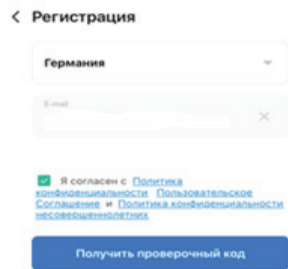 Регистрация
Германия
E-mail
Я согласен с Политика
конфиденциальности Пользовательское
Соглашение и Политика конфиденциальности
несовершеннолетних
Получить проверочный код